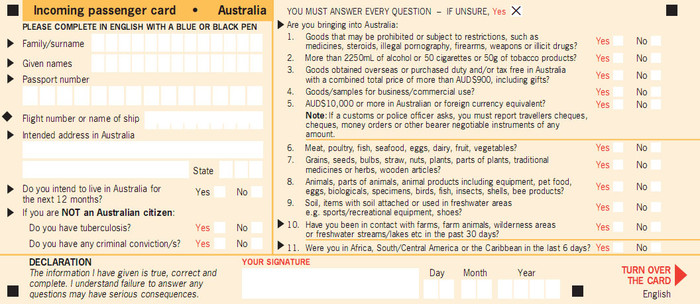 Incoming passenger card • Australia
PLEASE COMPLETE IN ENGLISH WITH A BLUE OR BLACK PEN
Family/surname
Given names
Passport number
Flight number or name of ship
Intended address in Australia
State
Do you intend to live in Australia for
the next 12 months? Yes No
If you are NOT an Australian citizen:
Do you have tuberculosis? Yes No
Do you have any criminal conviction/s? Yes No
YOU MUST ANSWER EVERY QUESTION – IF UNSURE, Yes X
Are you bringing into Australia:
1. Goods that may be prohibited or subject to restrictions, such as
medicines, steroids, illegal pornography, firearms, weapons or illicit drugs? Yes No
2. More than 2250mL of alcohol or 50 cigarettes or 50g of tobacco products? Yes No
3. Goods obtained overseas or purchased duty and/or tax free in Australia
with a combined total price of more than AUD$900, including gifts? Yes No
4. Goods/samples for business/commercial use? Yes No
5. AUD$10,000 or more in Australian or foreign currency equivalent? Yes No
Note: If a customs or police officer asks, you must report travellers cheques,
cheques, money orders or other bearer negotiable instruments of any
amount.
6. Meat, poultry, fish, seafood, eggs, dairy, fruit, vegetables? Yes No
7. Grains, seeds, bulbs, straw, nuts, plants, parts of plants, traditional
medicines or herbs, wooden articles? Yes No
8. Animals, parts of animals, animal products including equipment, pet food,
eggs, biologicals, specimens, birds, fish, insects, shells, bee products? Yes No
9. Soil, items with soil attached or used in freshwater areas
e.g. sports/recreational equipment, shoes? Yes No
10. Have you been in contact with farms, farm animals, wilderness areas
or freshwater streams/lakes etc in the past 30 days? Yes No
11. Were you in Africa, South/Central America or the Caribbean in the last 6 days? Yes No
DECLARATION
The information I have given is true, correct and
complete. I understand failure to answer any
questions may have serious consequences.
YOUR SIGNATURE
Day Month Year
TURN OVER
THE CARD
English